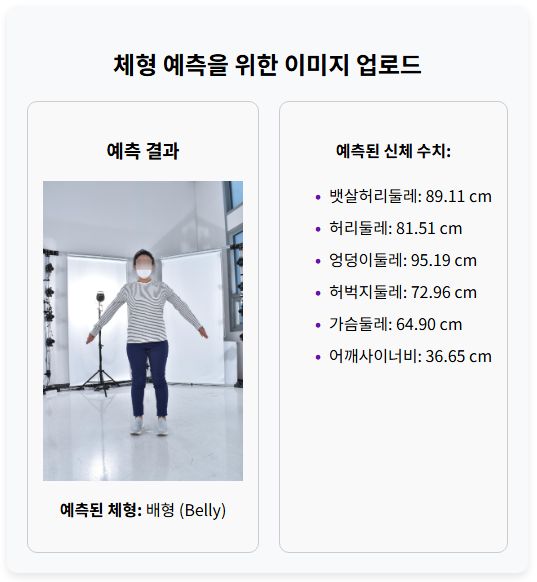 체형 예측을 위한 이미지 업로드
예측 결과
예측된 체형: 배형 (Belly)
예측된 신체 수치:
뱃살허리둘레: 89.11 cm
허리둘레: 81.51 cm
엉덩이둘레: 95.19 cm
허벅지둘레: 72.96 cm
가슴둘레: 64.90 cm
어깨사이너비: 36.65 cm